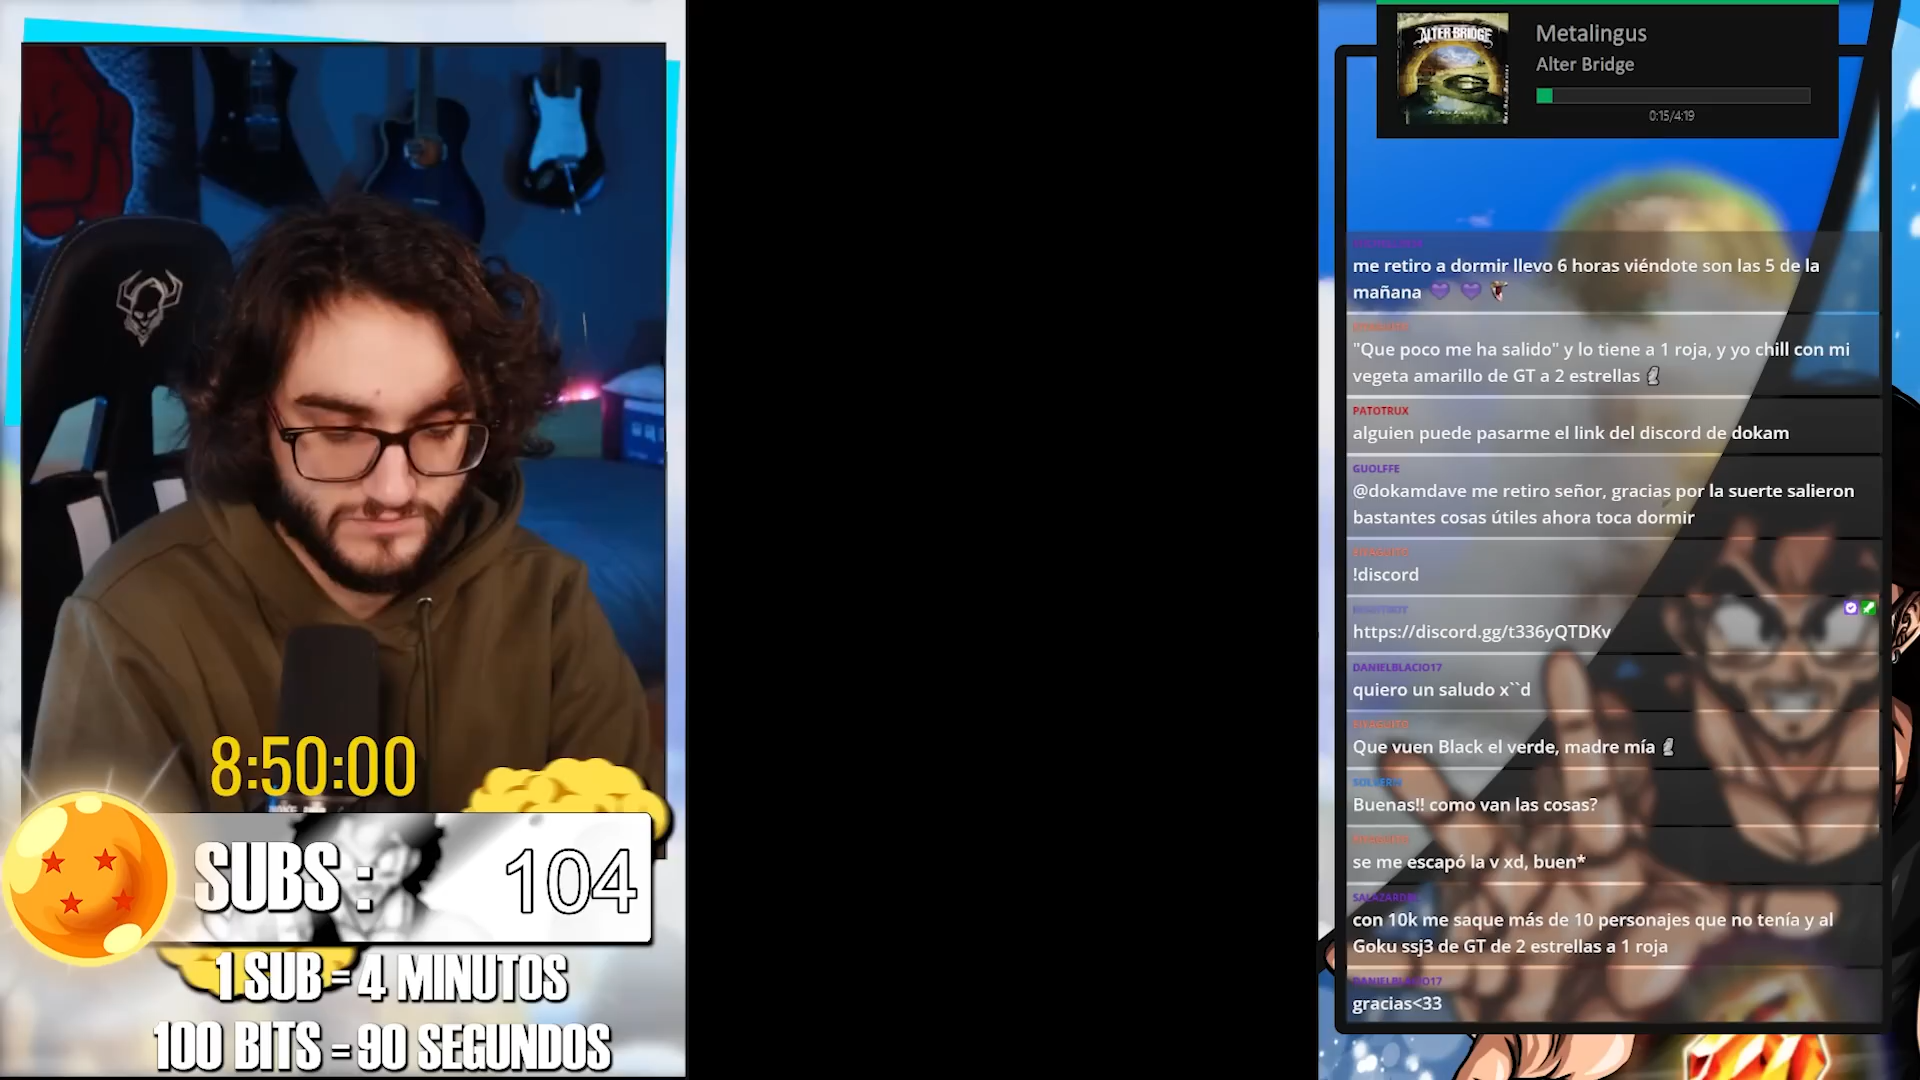 8:50:00
SUBS :
104
1 SUB = 4 MINUTOS
100 BITS = 90 SEGUNDOS
ALTER BRIDGE
Metalingus
Alter Bridge
0:15/4:19
me retiro a dormir llevo 6 horas viéndote son las 5 de la
mañana
"Que poco me ha salido" y lo tiene a 1 roja, y yo chill con mi
vegeta amarillo de GT a 2 estrellas
PATOTRUX
alguien puede pasarme el link del discord de dokam
GUOLFFE
@dokamdave me retiro señor, gracias por la suerte salieron
bastantes cosas útiles ahora toca dormir
!discord
https://discord.gg/t336yQTDKv
DANIELBLACIO17
quiero un saludo x``d
Que vuen Black el verde, madre mía
Buenas!! como van las cosas?
se me escapó la v xd, buen*
con 10k me saque más de 10 personajes que no tenía y al
Goku ssj3 de GT de 2 estrellas a 1 roja
DANIELBLACIO17
gracias<33